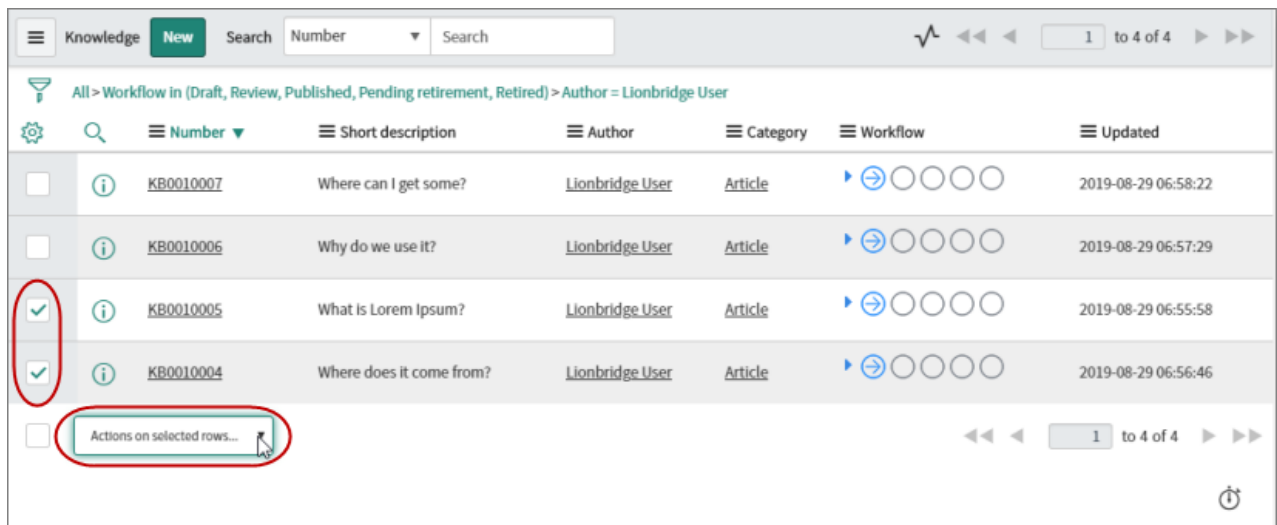 Knowledge New Search Number Search 1 to 4 of 4
All > Workflow in (Draft, Review, Published, Pending retirement, Retired) > Author = Lionbridge User
Number Short description Author Category Workflow Updated
KB0010007 Where can I get some? Lionbridge User Article 2019-08-29 06:58:22
KB0010006 Why do we use it? Lionbridge User Article 2019-08-29 06:57:29
KB0010005 What is Lorem Ipsum? Lionbridge User Article 2019-08-29 06:55:58
KB0010004 Where does it come from? Lionbridge User Article 2019-08-29 06:56:46
Actions on selected rows... 1 to 4 of 4